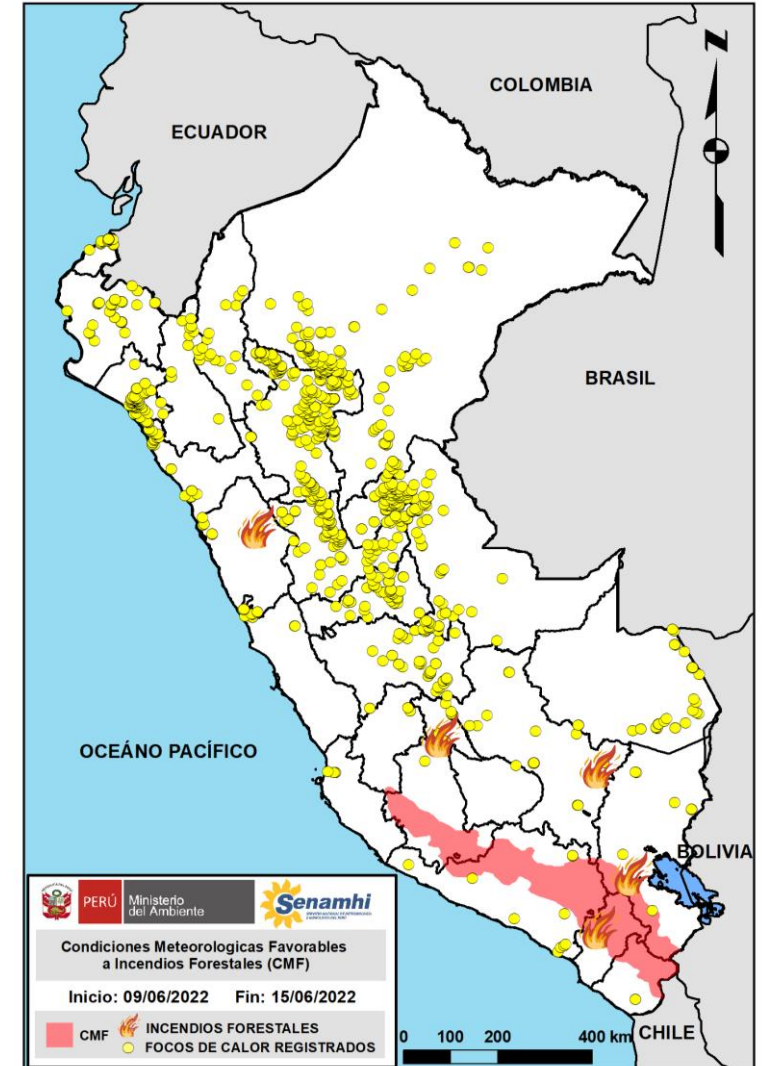 N
COLOMBIA
ECUADOR
BRASIL
OCEÁNO PACÍFICO
BOLIVIA
PERÚ
Ministerio
del Ambiente
Senamhi
Condiciones Meteorologicas Favorables
a Incendios Forestales (CMF)
Inicio: 09/06/2022 Fin: 15/06/2022
CMF
INCENDIOS FORESTALES
FOCOS DE CALOR REGISTRADOS
0 100 200 400 km
CHILE